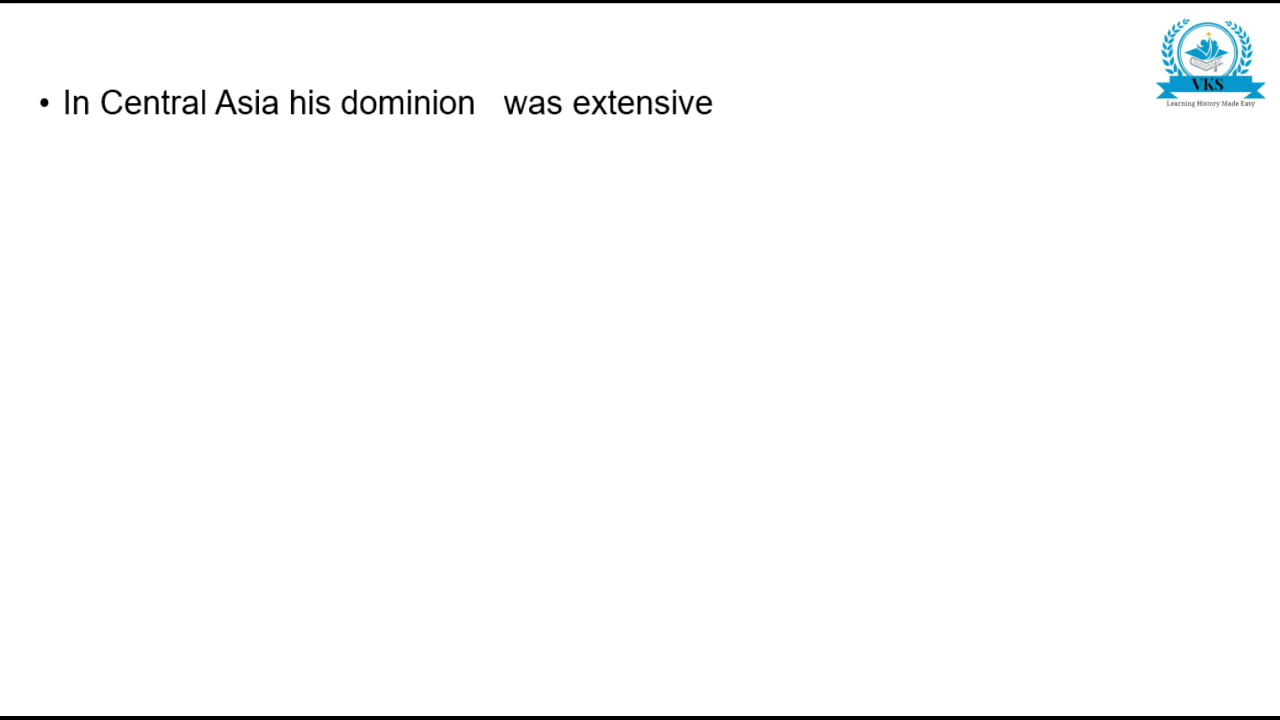 • In Central Asia his dominion   was extensive
VKS
Learning History Made Easy